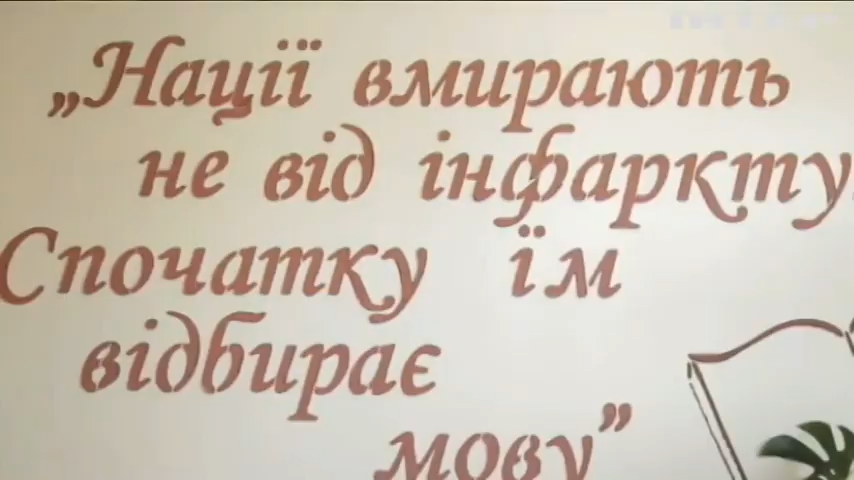 „Нації вмирають
не від інфаркту.
Спочатку їм
відбирає
мову”